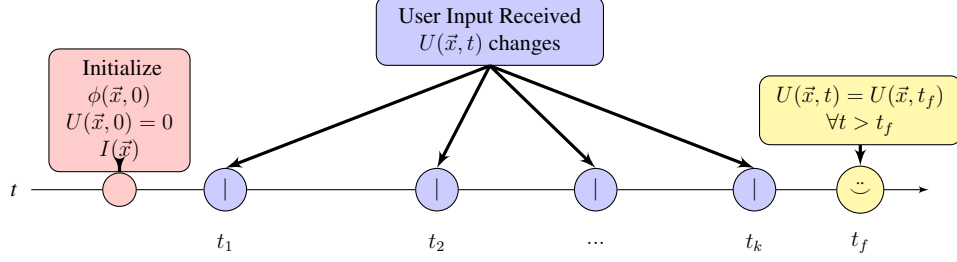 User Input Received
U(x⃗, t) changes
Initialize
ϕ(x⃗, 0)
U(x⃗, 0) = 0
I(x⃗)
U(x⃗, t) = U(x⃗, t_f)
∀t > t_f
t
| | | |
t_1 t_2 ... t_k t_f